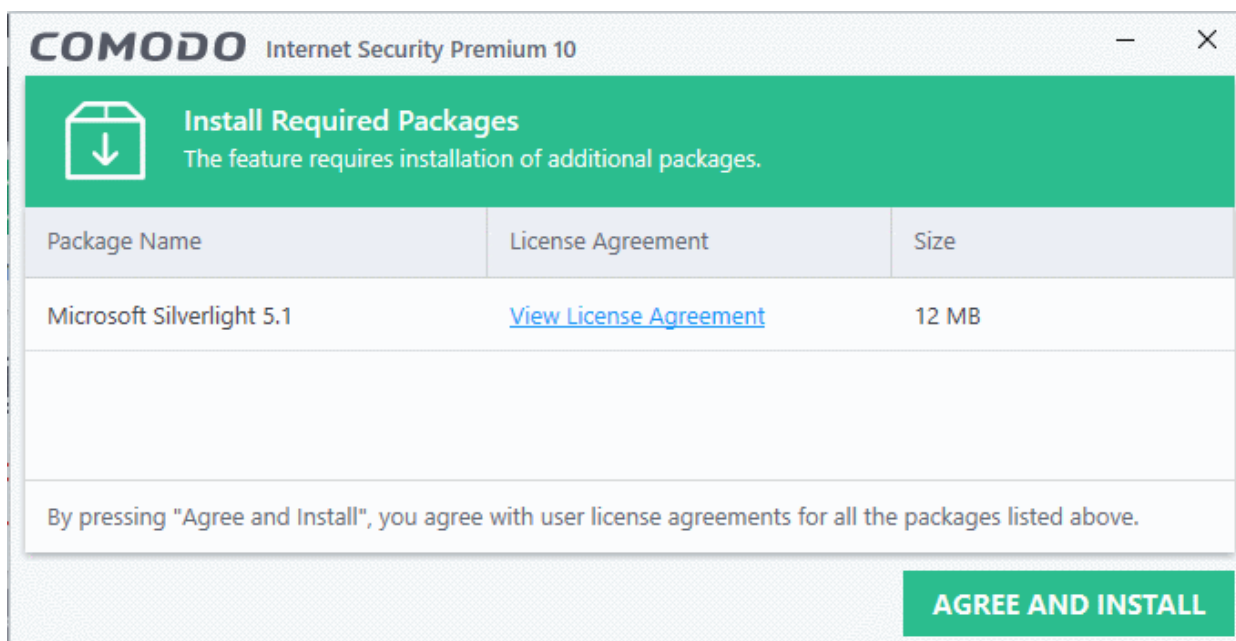 COMODO Internet Security Premium 10
Install Required Packages
The feature requires installation of additional packages.
Package Name License Agreement Size
Microsoft Silverlight 5.1 View License Agreement 12 MB
By pressing "Agree and Install", you agree with user license agreements for all the packages listed above.
AGREE AND INSTALL